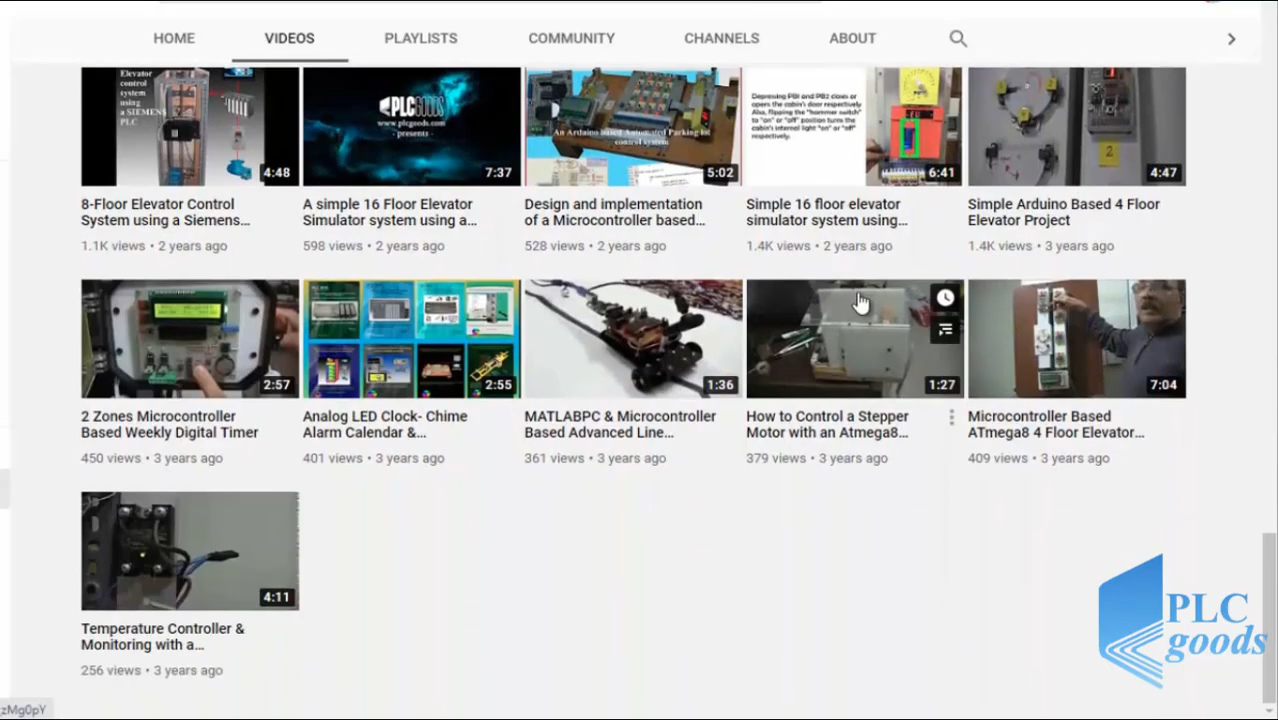 HOME
VIDEOS
PLAYLISTS
COMMUNITY
CHANNELS
ABOUT
Elevator
control
system
using
a SIEMENS
PLC
4:48
PLCGOODS
www.plcgoods.com
- presents -
7:37
An Arduino based Automated Parking lot
control system
5:02
Depressing PB1 and PB2 closes or
opens the cabin's door respectively
Also, flipping the "hammer switch"
to "on" or "off" position turns the
cabin's internal light "on" or "off"
respectively.
6:41
2
4:47
8-Floor Elevator Control
System using a Siemens...
1.1K views • 2 years ago
A simple 16 Floor Elevator
Simulator system using a...
598 views • 2 years ago
Design and implementation
of a Microcontroller based...
528 views • 2 years ago
Simple 16 floor elevator
simulator system using...
1.4K views • 2 years ago
Simple Arduino Based 4 Floor
Elevator Project
1.4K views • 3 years ago
2:57
2:55
1:36
1:27
7:04
2 Zones Microcontroller
Based Weekly Digital Timer
450 views • 3 years ago
Analog LED Clock- Chime
Alarm Calendar &...
401 views • 3 years ago
MATLABPC & Microcontroller
Based Advanced Line...
361 views • 3 years ago
How to Control a Stepper
Motor with an Atmega8...
379 views • 3 years ago
Microcontroller Based
ATmega8 4 Floor Elevator...
409 views • 3 years ago
4:11
Temperature Controller &
Monitoring with a...
256 views • 3 years ago
PLC
goods
zMg0pY